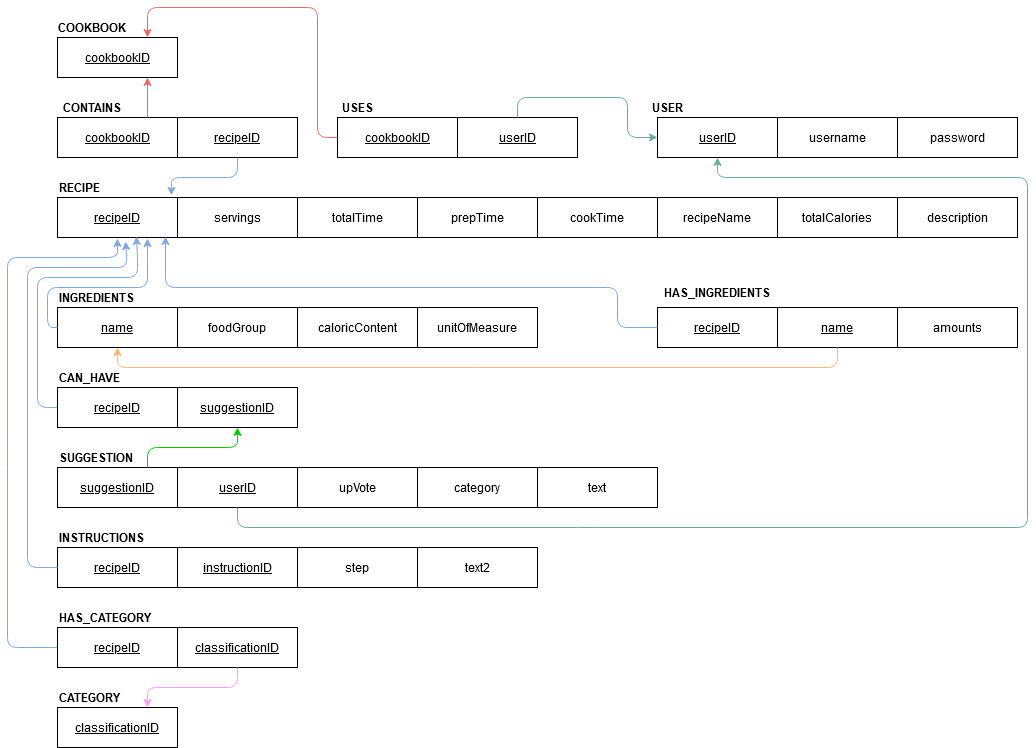 COOKBOOK
cookbookID
CONTAINS USES USER
cookbookID recipeID cookbookID userID userID username password
RECIPE
recipeID servings totalTime prepTime cookTime recipeName totalCalories description
INGREDIENTS HAS_INGREDIENTS
name foodGroup caloricContent unitOfMeasure recipeID name amounts
CAN_HAVE
recipeID suggestionID
SUGGESTION
suggestionID userID upVote category text
INSTRUCTIONS
recipeID instructionID step text2
HAS_CATEGORY
recipeID classificationID
CATEGORY
classificationID